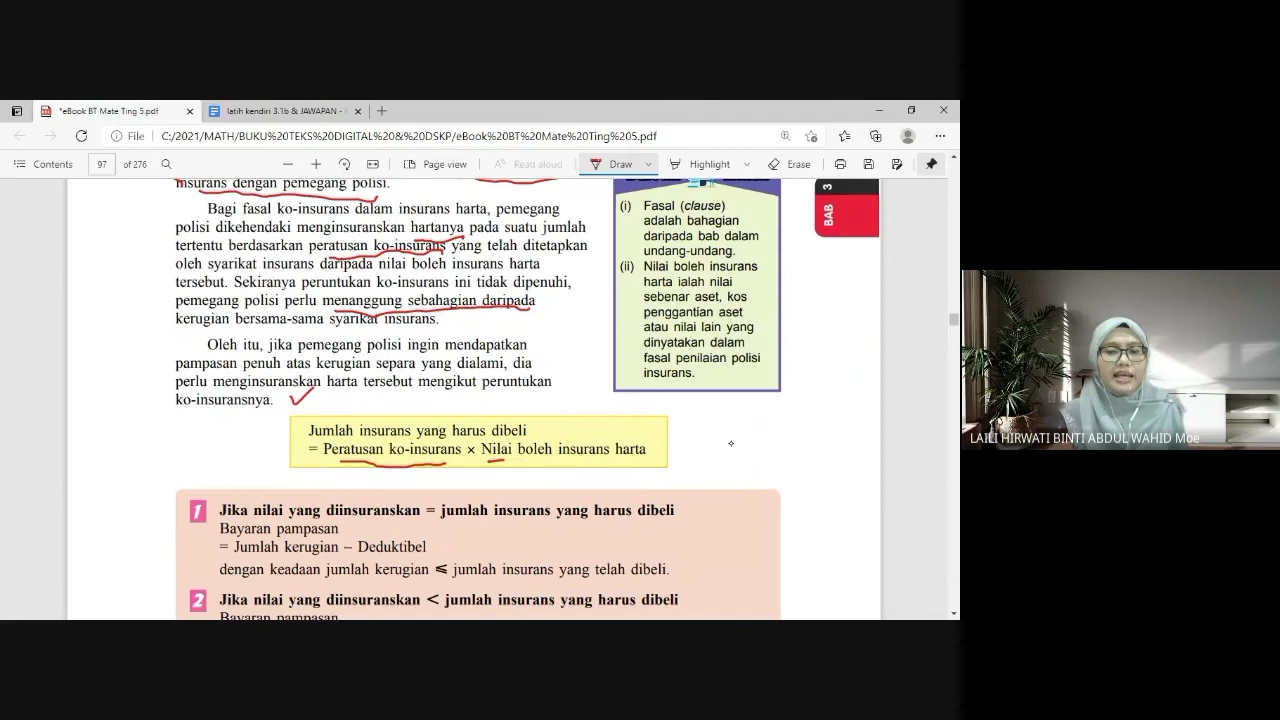 *eBook BT Mate Ting 5.pdf
latih kendiri 3.1b & JAWAPAN -
File
C:/2021/MATH/BUKU%20TEKS%20DIGITAL%20&%20DSKP/eBook%20BT%20Mate%20Ting%205.pdf
Contents
97 of 276
Page view
Read aloud
Draw
Highlight
Erase
insurans dengan pemegang polisi.
Bagi fasal ko-insurans dalam insurans harta, pemegang
polisi dikehendaki menginsuranskan hartanya pada suatu jumlah
tertentu berdasarkan peratusan ko-insurans yang telah ditetapkan
oleh syarikat insurans daripada nilai boleh insurans harta
tersebut. Sekiranya peruntukan ko-insurans ini tidak dipenuhi,
pemegang polisi perlu menanggung sebahagian daripada
kerugian bersama-sama syarikat insurans.
Oleh itu, jika pemegang polisi ingin mendapatkan
pampasan penuh atas kerugian separa yang dialami, dia
perlu menginsuranskan harta tersebut mengikut peruntukan
ko-insuransnya.
(i) Fasal (clause)
adalah bahagian
daripada bab dalam
undang-undang.
(ii) Nilai boleh insurans
harta ialah nilai
sebenar aset, kos
penggantian aset
atau nilai lain yang
dinyatakan dalam
fasal penilaian polisi
insurans.
BAB 3
Jumlah insurans yang harus dibeli
= Peratusan ko-insurans × Nilai boleh insurans harta
1 Jika nilai yang diinsuranskan = jumlah insurans yang harus dibeli
Bayaran pampasan
= Jumlah kerugian – Deduktibel
dengan keadaan jumlah kerugian ⩽ jumlah insurans yang telah dibeli.
2 Jika nilai yang diinsuranskan < jumlah insurans yang harus dibeli
Bayaran pampasan
LAILI HIRWATI BINTI ABDUL WAHID Moe